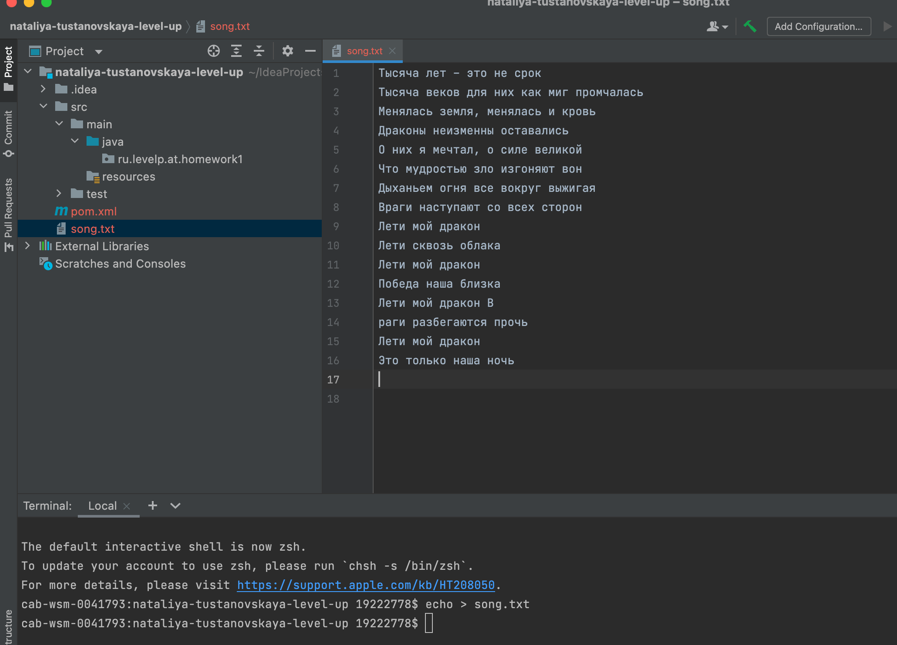 nataliya-tustanovskaya-level-up – song.txt
nataliya-tustanovskaya-level-up song.txt
Add Configuration...
Project
song.txt
Project
Commit
Pull Requests
nataliya-tustanovskaya-level-up ~/IdeaProject
.idea
src
main
java
ru.levelp.at.homework1
resources
test
pom.xml
song.txt
External Libraries
Scratches and Consoles
1 Тысяча лет – это не срок
2 Тысяча веков для них как миг промчалась
3 Менялась земля, менялась и кровь
4 Драконы неизменны оставались
5 О них я мечтал, о силе великой
6 Что мудростью зло изгоняют вон
7 Дыханьем огня все вокруг выжигая
8 Враги наступают со всех сторон
9 Лети мой дракон
10 Лети сквозь облака
11 Лети мой дракон
12 Победа наша близка
13 Лети мой дракон В
14 раги разбегаются прочь
15 Лети мой дракон
16 Это только наша ночь
17
18
Terminal: Local
The default interactive shell is now zsh.
To update your account to use zsh, please run `chsh -s /bin/zsh`.
For more details, please visit https://support.apple.com/kb/HT208050.
cab-wsm-0041793:nataliya-tustanovskaya-level-up 19222778$ echo > song.txt
cab-wsm-0041793:nataliya-tustanovskaya-level-up 19222778$
tructure